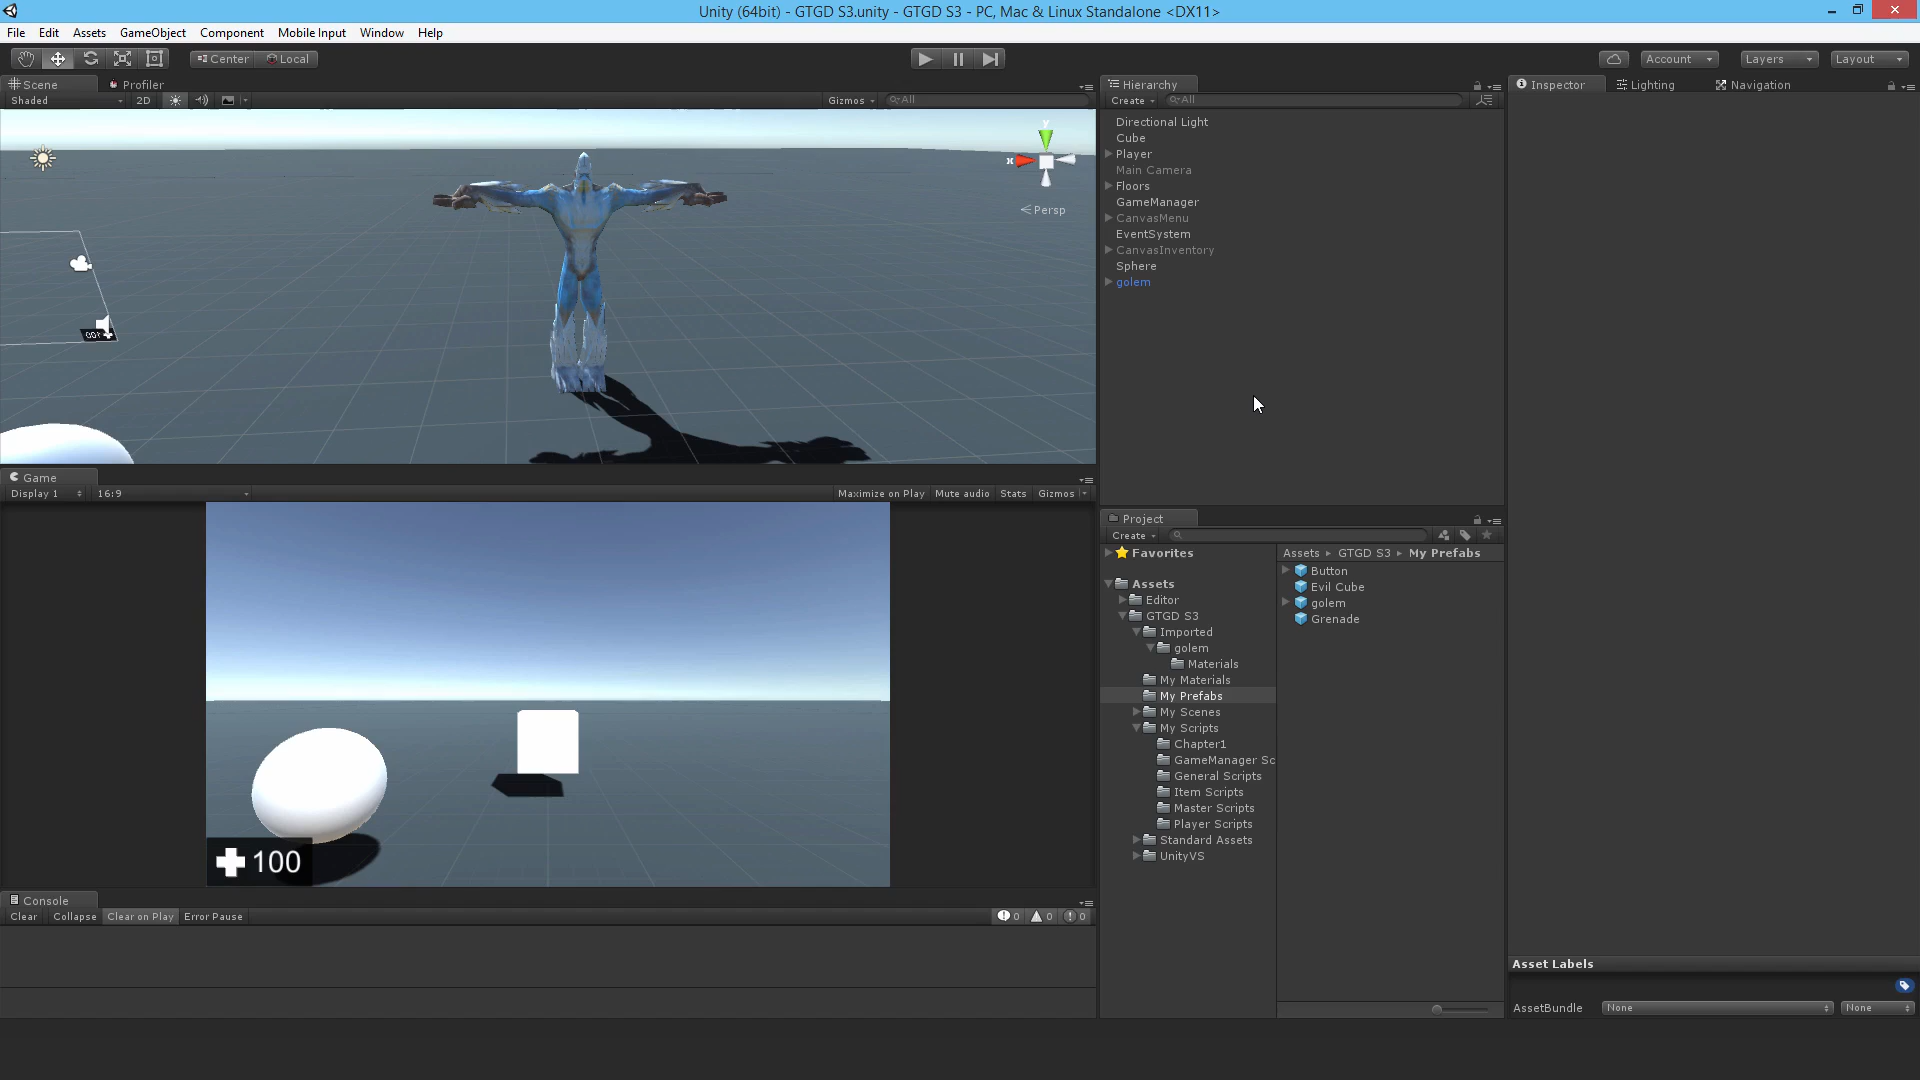 Unity (64bit) - GTGD S3.unity - GTGD S3 - PC, Mac & Linux Standalone <DX11>
File Edit Assets GameObject Component Mobile Input Window Help
Center Local Account Layers Layout
Scene Profiler
Shaded 2D Gizmos All
y
x
Persp
Game
Display 1 16:9 Maximize on Play Mute audio Stats Gizmos
100
Console
Clear Collapse Clear on Play Error Pause 0 0 0
Hierarchy
Create All
Directional Light
Cube
Player
Main Camera
Floors
GameManager
CanvasMenu
EventSystem
CanvasInventory
Sphere
golem
Project
Create
Favorites
Assets
Editor
GTGD S3
Imported
golem
Materials
My Materials
My Prefabs
My Scenes
My Scripts
Chapter1
GameManager Sc
General Scripts
Item Scripts
Master Scripts
Player Scripts
Standard Assets
UnityVS
Assets GTGD S3 My Prefabs
Button
Evil Cube
golem
Grenade
Inspector Lighting Navigation
Asset Labels
AssetBundle None None